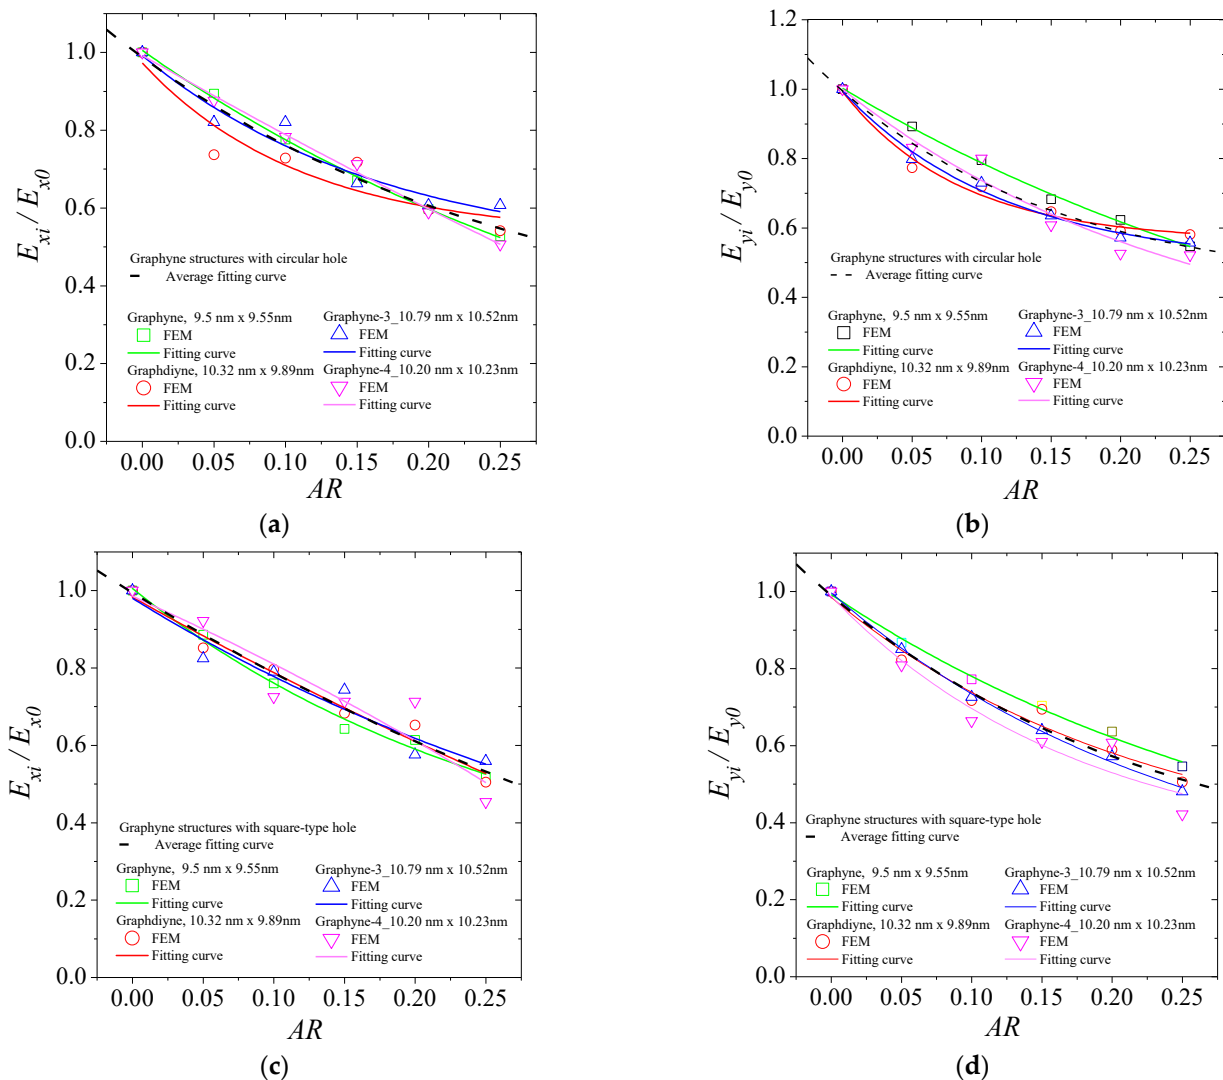 1.0
0.8
0.6
0.4
0.2
0.0
E_xi / E_x0
Graphyne structures with circular hole
Average fitting curve
Graphyne, 9.5 nm x 9.55nm
FEM
Fitting curve
Graphdiyne, 10.32 nm x 9.89nm
FEM
Fitting curve
Graphyne-3_10.79 nm x 10.52nm
FEM
Fitting curve
Graphyne-4_10.20 nm x 10.23nm
FEM
Fitting curve
0.00 0.05 0.10 0.15 0.20 0.25
AR
(a)
1.2
1.0
0.8
0.6
0.4
0.2
0.0
E_yi / E_y0
Graphyne structures with circular hole
Average fitting curve
Graphyne, 9.5 nm x 9.55nm
FEM
Fitting curve
Graphdiyne, 10.32 nm x 9.89nm
FEM
Fitting curve
Graphyne-3_10.79 nm x 10.52nm
FEM
Fitting curve
Graphyne-4_10.20 nm x 10.23nm
FEM
Fitting curve
0.00 0.05 0.10 0.15 0.20 0.25
AR
(b)
1.0
0.8
0.6
0.4
0.2
0.0
E_xi / E_x0
Graphyne structures with square-type hole
Average fitting curve
Graphyne, 9.5 nm x 9.55nm
FEM
Fitting curve
Graphdiyne, 10.32 nm x 9.89nm
FEM
Fitting curve
Graphyne-3_10.79 nm x 10.52nm
FEM
Fitting curve
Graphyne-4_10.20 nm x 10.23nm
FEM
Fitting curve
0.00 0.05 0.10 0.15 0.20 0.25
AR
(c)
1.0
0.8
0.6
0.4
0.2
0.0
E_yi / E_y0
Graphyne structures with square-type hole
Average fitting curve
Graphyne, 9.5 nm x 9.55nm
FEM
Fitting curve
Graphdiyne, 10.32 nm x 9.89nm
FEM
Fitting curve
Graphyne-3_10.79 nm x 10.52nm
FEM
Fitting curve
Graphyne-4_10.20 nm x 10.23nm
FEM
Fitting curve
0.00 0.05 0.10 0.15 0.20 0.25
AR
(d)